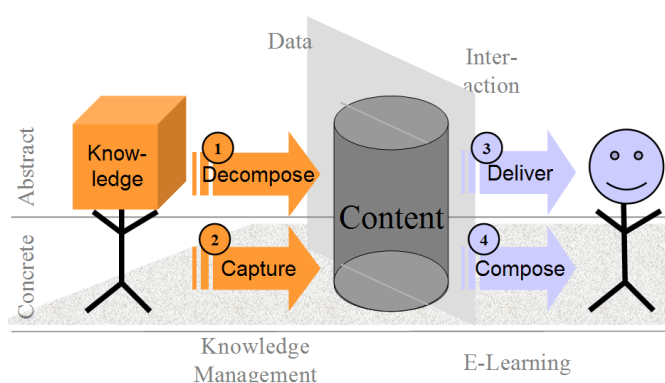 Data
Inter-
action
Abstract
Know-
ledge
1
Decompose
3
Deliver
Content
Concrete
2
Capture
4
Compose
Knowledge
Management
E-Learning